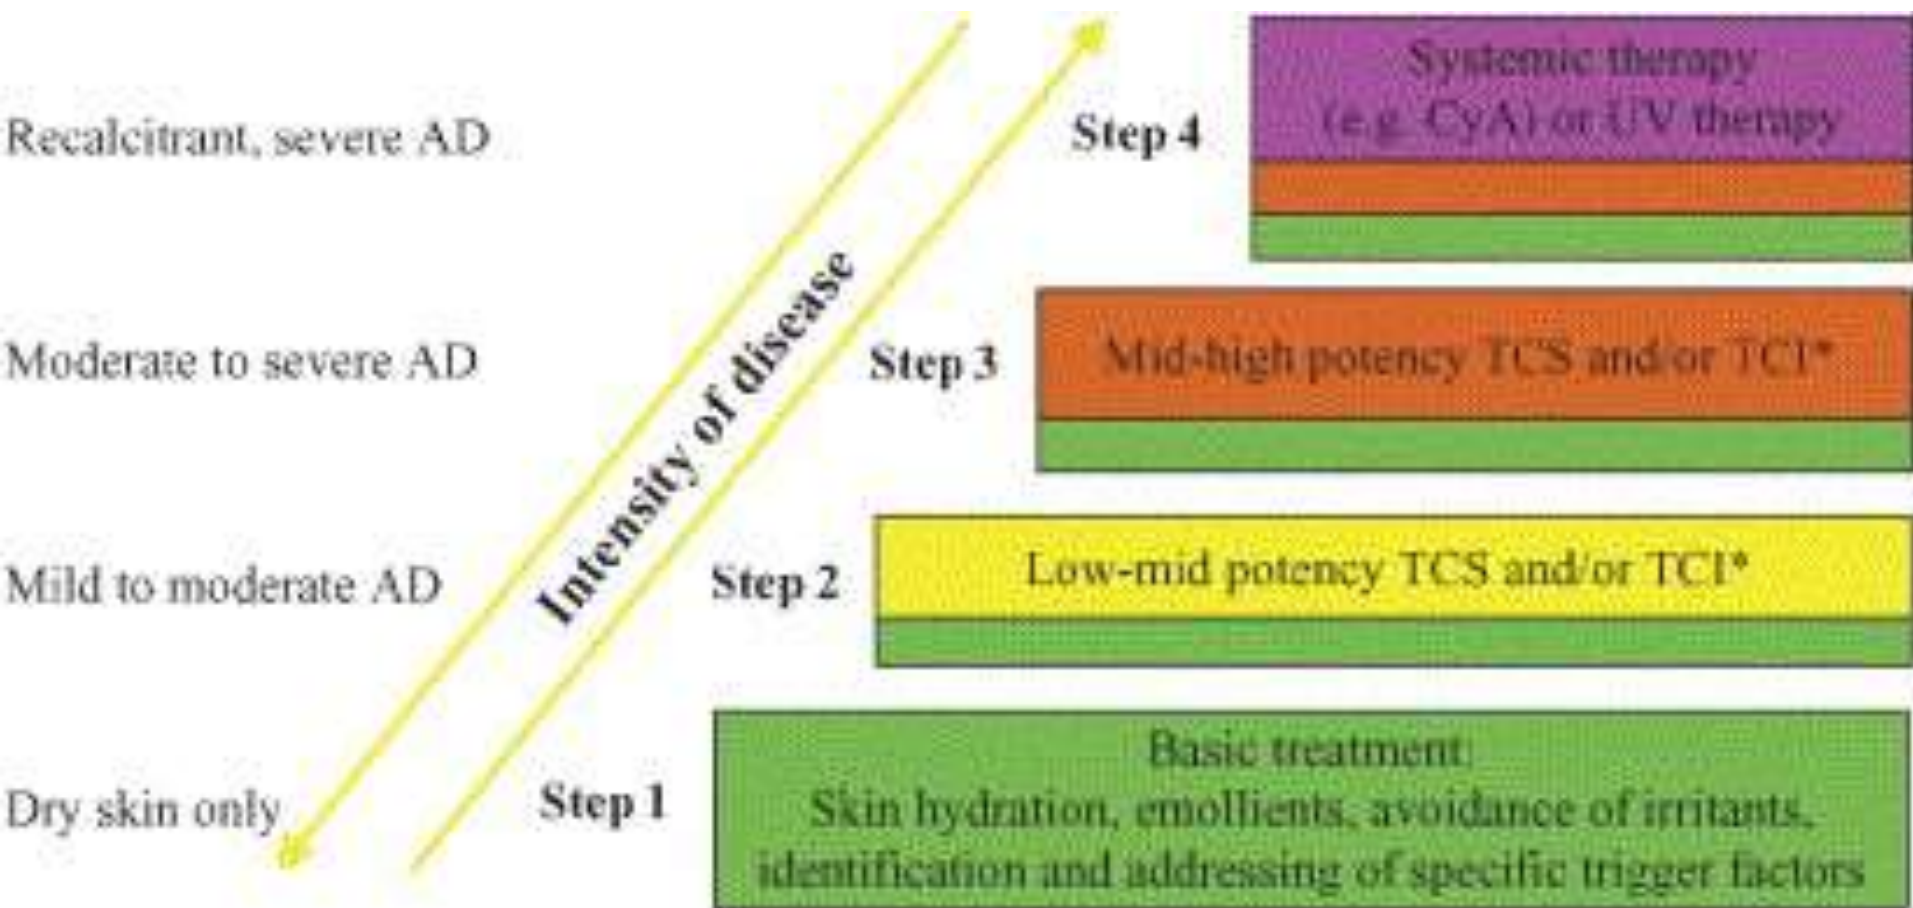 Recalcitrant, severe AD
Step 4
Systemic therapy
(e.g. CyA) or UV therapy
Moderate to severe AD
Intensity of disease
Step 3
Mid-high potency TCS and/or TCI*
Mild to moderate AD
Step 2
Low-mid potency TCS and/or TCI*
Dry skin only
Step 1
Basic treatment:
Skin hydration, emollients, avoidance of irritants,
identification and addressing of specific trigger factors